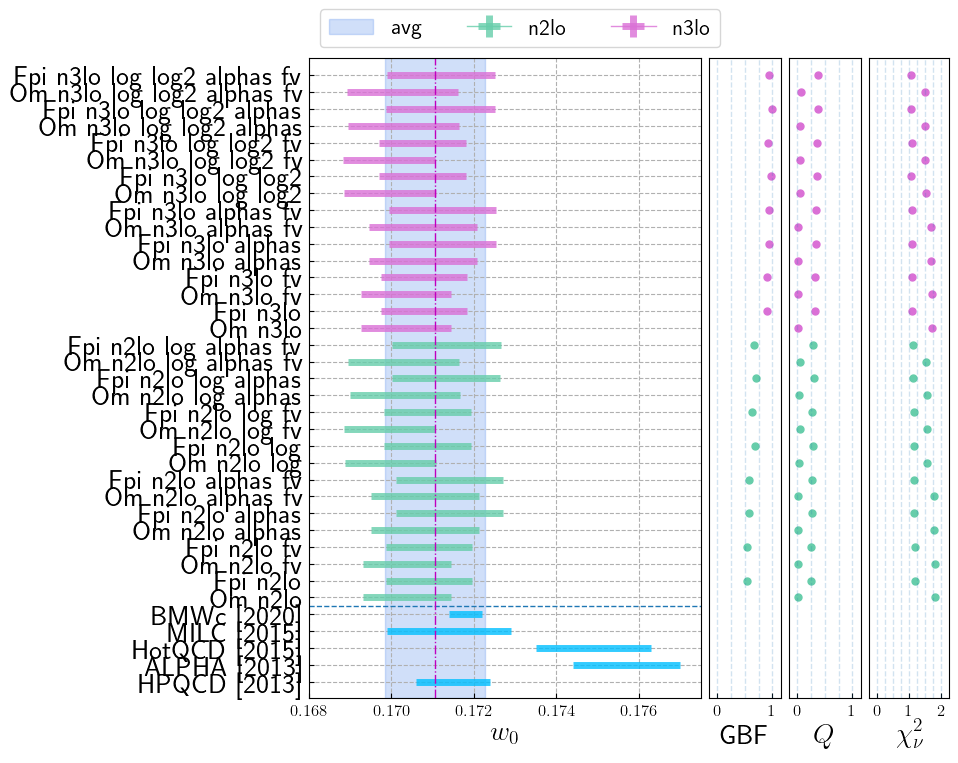 avg n2lo n3lo
Fpi n3lo log log2 alphas fv
Om n3lo log log2 alphas fv
Fpi n3lo log log2 alphas
Om n3lo log log2 alphas
Fpi n3lo log log2 fv
Om n3lo log log2 fv
Fpi n3lo log log2
Om n3lo log log2
Fpi n3lo alphas fv
Om n3lo alphas fv
Fpi n3lo alphas
Om n3lo alphas
Fpi n3lo fv
Om n3lo fv
Fpi n3lo
Om n3lo
Fpi n2lo log alphas fv
Om n2lo log alphas fv
Fpi n2lo log alphas
Om n2lo log alphas
Fpi n2lo log fv
Om n2lo log fv
Fpi n2lo log
Om n2lo log
Fpi n2lo alphas fv
Om n2lo alphas fv
Fpi n2lo alphas
Om n2lo alphas
Fpi n2lo fv
Om n2lo fv
Fpi n2lo
Om n2lo
BMWc [2020]
MILC [2015]
HotQCD [2015]
ALPHA [2013]
HPQCD [2013]
0.168 0.170 0.172 0.174 0.176 0 1 0 1 0 1 2
w₀ GBF Q χ²ᵥ